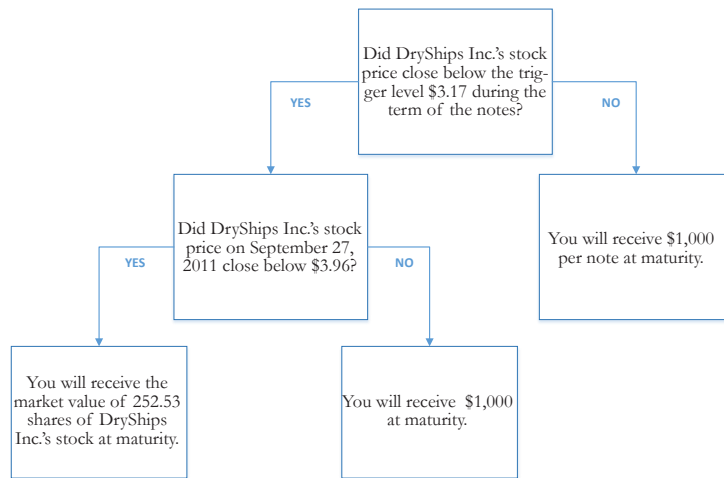 Did DryShips Inc.'s stock
price close below the trig-
ger level $3.17 during the
term of the notes?
YES
NO
Did DryShips Inc.'s stock
price on September 27,
2011 close below $3.96?
You will receive $1,000
per note at maturity.
YES
NO
You will receive the
market value of 252.53
shares of DryShips
Inc.'s stock at maturity.
You will receive $1,000
at maturity.